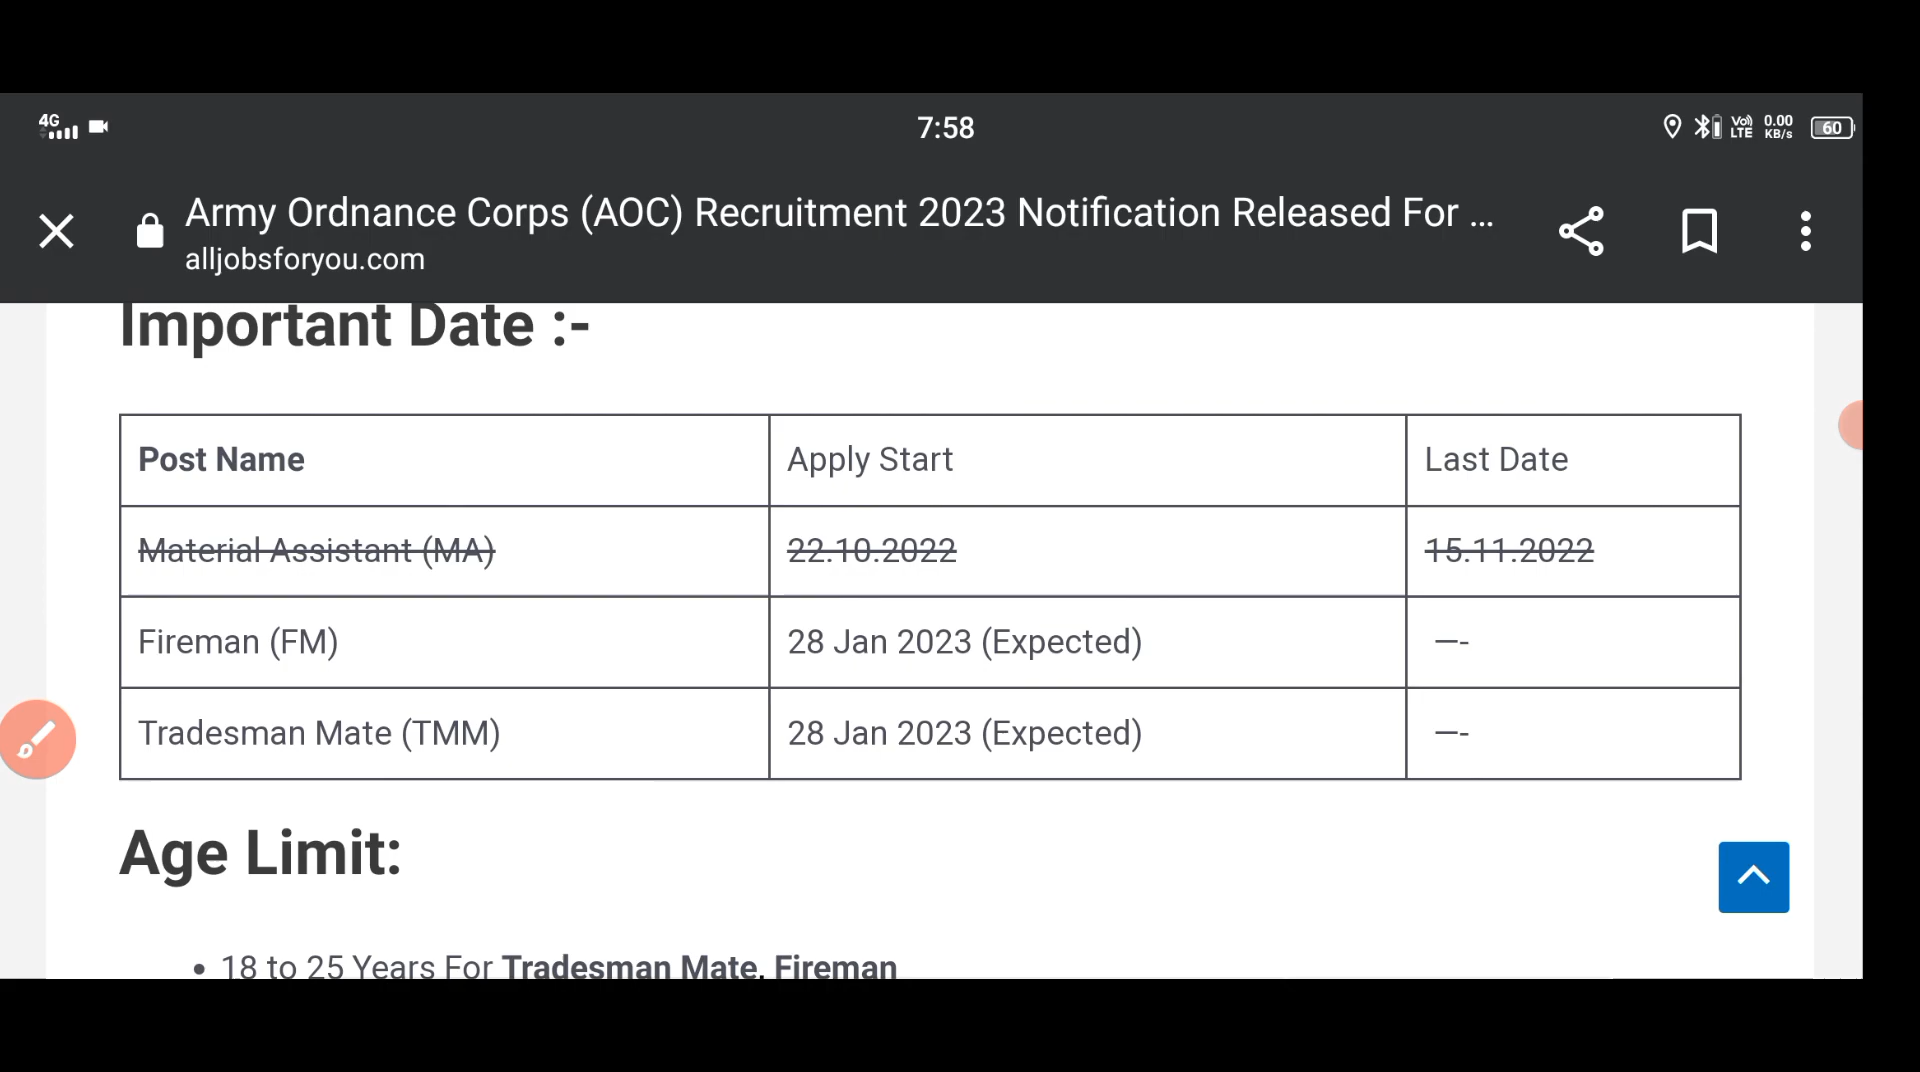 4G
7:58
Vo) LTE
0.00 KB/s
60
Army Ordnance Corps (AOC) Recruitment 2023 Notification Released For ...
alljobsforyou.com
Important Date :-
Post Name Apply Start Last Date
Material Assistant (MA) 22.10.2022 15.11.2022
Fireman (FM) 28 Jan 2023 (Expected) —-
Tradesman Mate (TMM) 28 Jan 2023 (Expected) —-
Age Limit:
• 18 to 25 Years For Tradesman Mate, Fireman